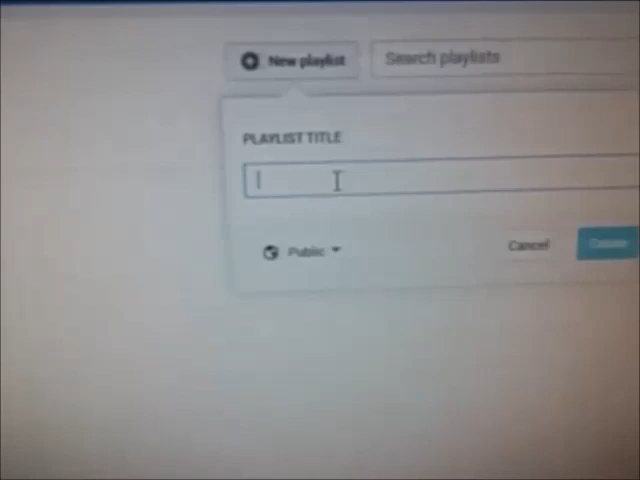 New playlist
Search playlists
PLAYLIST TITLE
Public
Cancel
Create